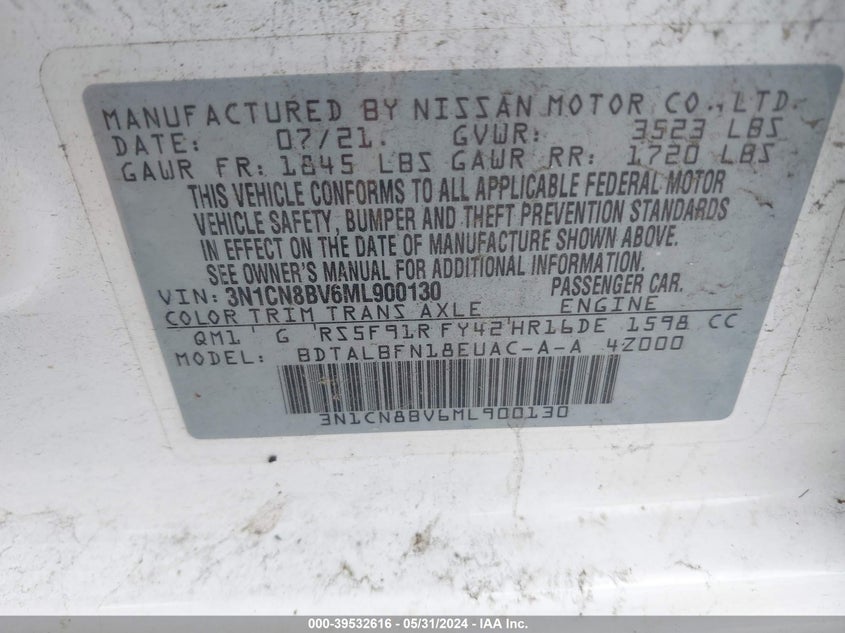 MANUFACTURED BY NISSAN MOTOR CO.,LTD.
DATE: 07/21. GVWR: 3523 LBS
GAWR FR: 1845 LBS GAWR RR: 1720 LBS
THIS VEHICLE CONFORMS TO ALL APPLICABLE FEDERAL MOTOR
VEHICLE SAFETY, BUMPER AND THEFT PREVENTION STANDARDS
IN EFFECT ON THE DATE OF MANUFACTURE SHOWN ABOVE.
SEE OWNER'S MANUAL FOR ADDITIONAL INFORMATION.
VIN: 3N1CN8BV6ML900130 PASSENGER CAR.
COLOR TRIM TRANS AXLE ENGINE
QM1 G RS5F91R FY42 HR16DE 1598 CC
MODEL: BDTALBFN18EUAC-A-A 4Z000
3N1CN8BV6ML900130
000-39532616 - 05/31/2024 - IAA Inc.